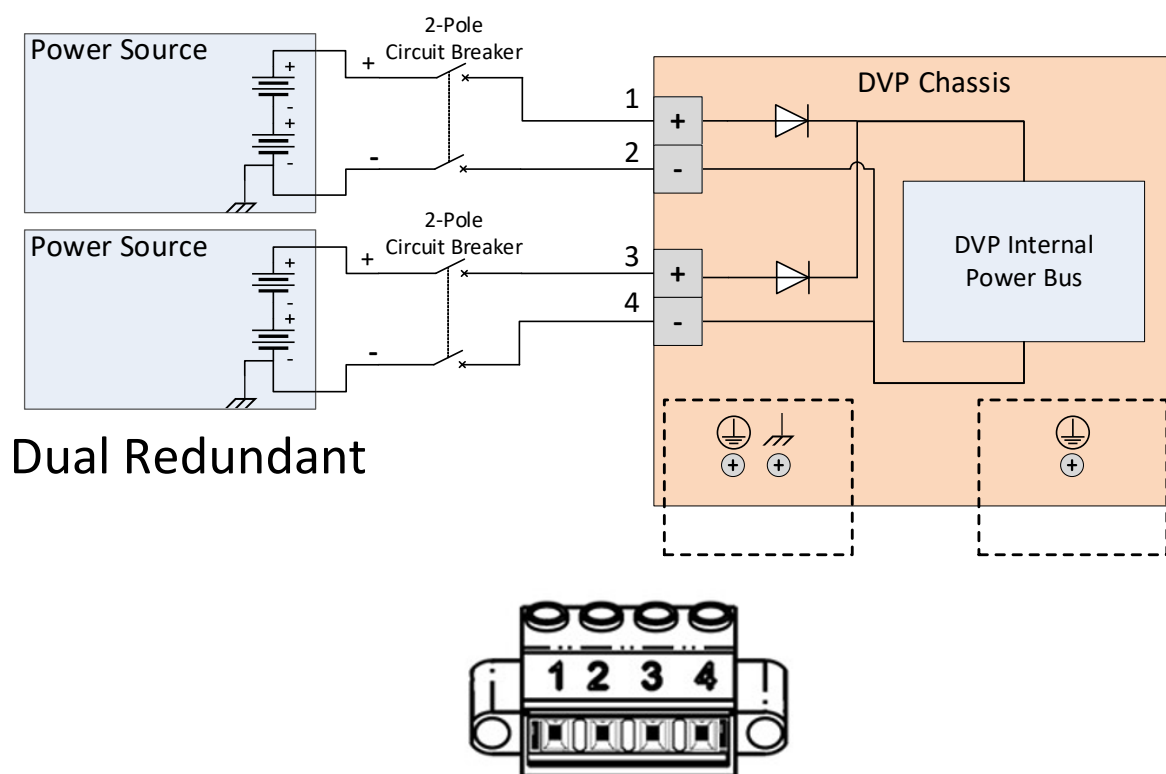 Power Source
+
-
+
-
+
-
2-Pole
Circuit Breaker
1
+
2
-
DVP Chassis
DVP Internal
Power Bus
Power Source
+
-
+
-
+
-
2-Pole
Circuit Breaker
3
+
4
-
Dual Redundant
+ +
+
1 2 3 4